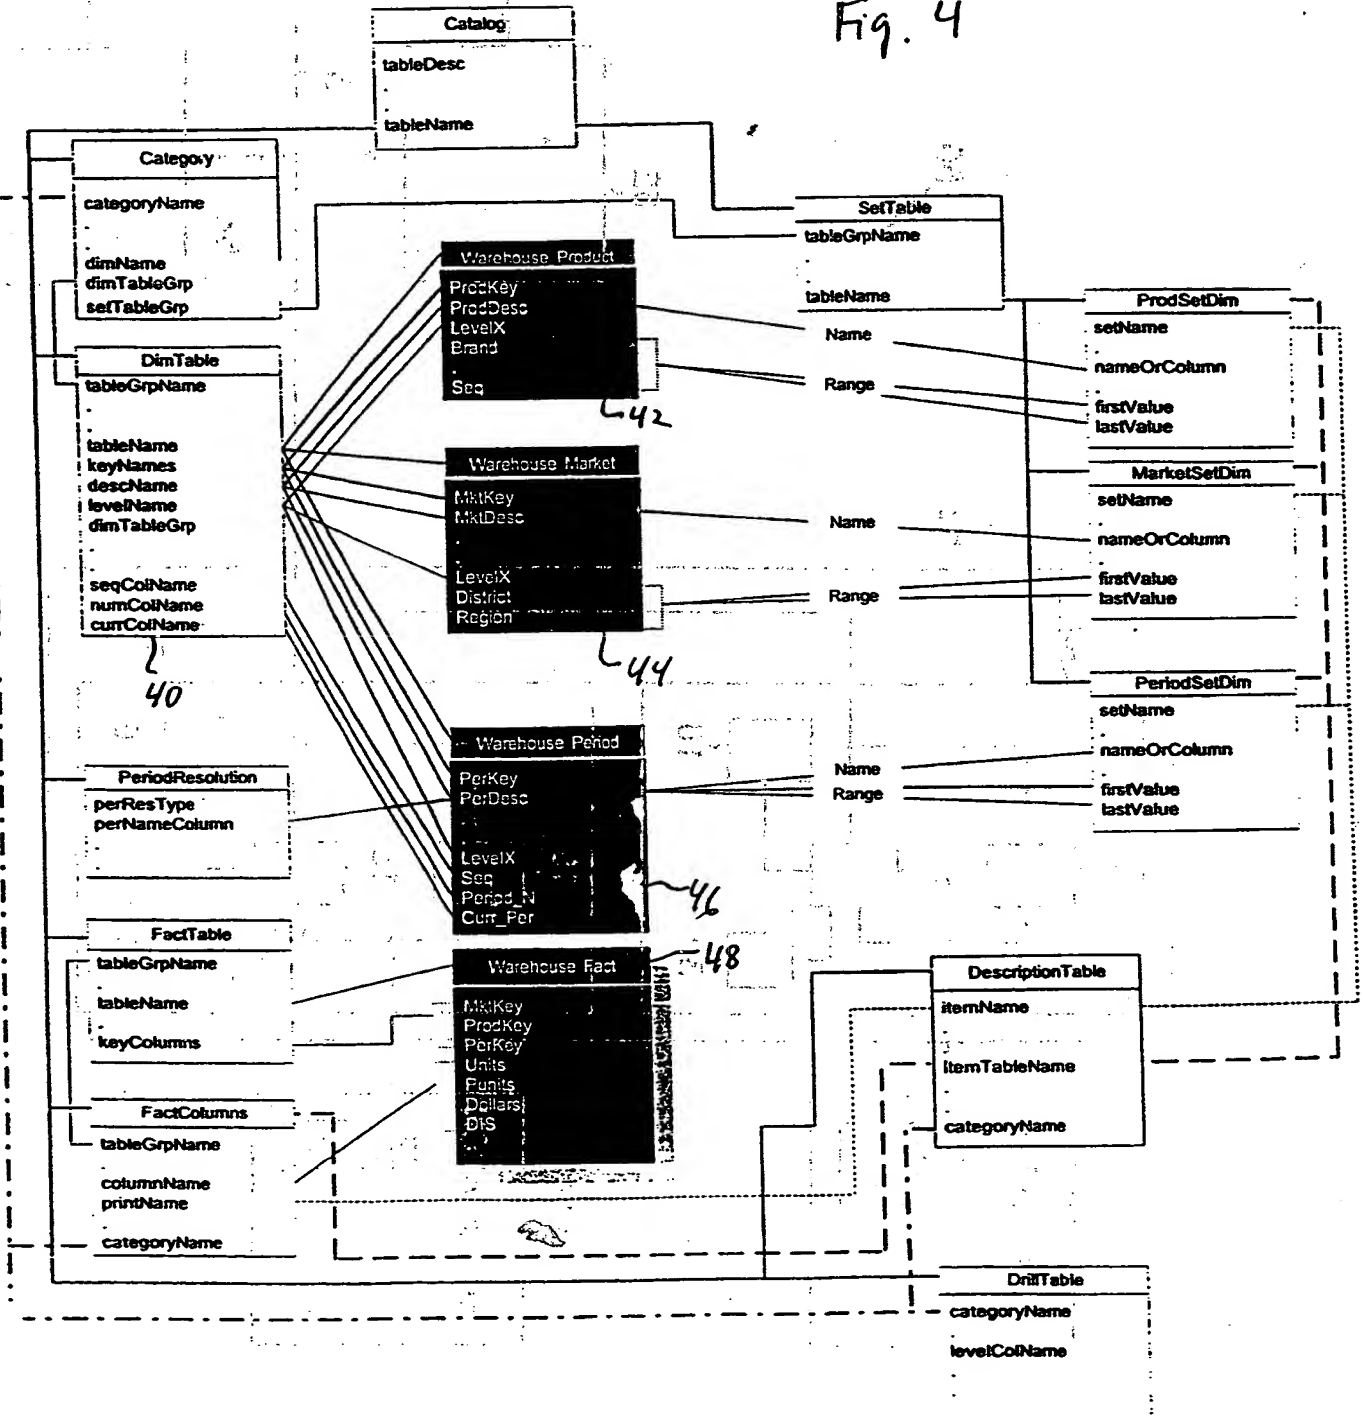 Fig. 4
Catalog
tableDesc
tableName
Category
categoryName
dimName
dimTableGrp
setTableGrp
DimTable
tableGrpName
tableName
keyNames
descName
levelName
dimTableGrp
seqColName
numColName
currColName
40
Warehouse Product
ProdKey
ProdDesc
LevelX
Brand
Seq
42
Warehouse Market
MktKey
MktDesc
LevelX
District
Region
44
Warehouse Period
PerKey
PerDesc
LevelX
Seq
Period_N
Curr_Per
46
Warehouse Fact
48
MktKey
ProdKey
PerKey
Units
Punits
Dollars
DIS
SetTable
tableGrpName
tableName
Name
Range
Name
Range
Name
Range
ProdSetDim
setName
nameOrColumn
firstValue
lastValue
MarketSetDim
setName
nameOrColumn
firstValue
lastValue
PeriodSetDim
setName
nameOrColumn
firstValue
lastValue
PeriodResolution
perResType
perNameColumn
FactTable
tableGrpName
tableName
keyColumns
FactColumns
tableGrpName
columnName
printName
categoryName
DescriptionTable
itemName
itemTableName
categoryName
DrillTable
categoryName
levelColName